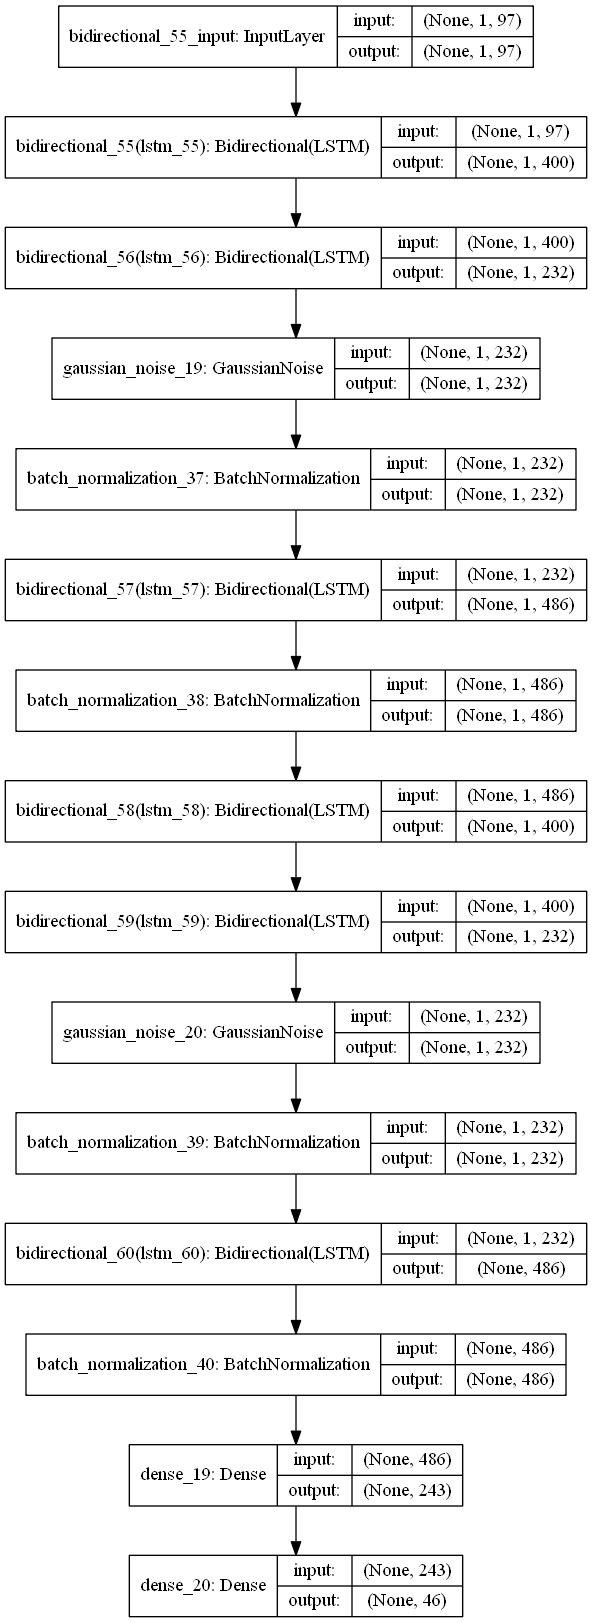 bidirectional_55_input: InputLayer
input: (None, 1, 97)
output: (None, 1, 97)
bidirectional_55(lstm_55): Bidirectional(LSTM)
input: (None, 1, 97)
output: (None, 1, 400)
bidirectional_56(lstm_56): Bidirectional(LSTM)
input: (None, 1, 400)
output: (None, 1, 232)
gaussian_noise_19: GaussianNoise
input: (None, 1, 232)
output: (None, 1, 232)
batch_normalization_37: BatchNormalization
input: (None, 1, 232)
output: (None, 1, 232)
bidirectional_57(lstm_57): Bidirectional(LSTM)
input: (None, 1, 232)
output: (None, 1, 486)
batch_normalization_38: BatchNormalization
input: (None, 1, 486)
output: (None, 1, 486)
bidirectional_58(lstm_58): Bidirectional(LSTM)
input: (None, 1, 486)
output: (None, 1, 400)
bidirectional_59(lstm_59): Bidirectional(LSTM)
input: (None, 1, 400)
output: (None, 1, 232)
gaussian_noise_20: GaussianNoise
input: (None, 1, 232)
output: (None, 1, 232)
batch_normalization_39: BatchNormalization
input: (None, 1, 232)
output: (None, 1, 232)
bidirectional_60(lstm_60): Bidirectional(LSTM)
input: (None, 1, 232)
output: (None, 486)
batch_normalization_40: BatchNormalization
input: (None, 486)
output: (None, 486)
dense_19: Dense
input: (None, 486)
output: (None, 243)
dense_20: Dense
input: (None, 243)
output: (None, 46)